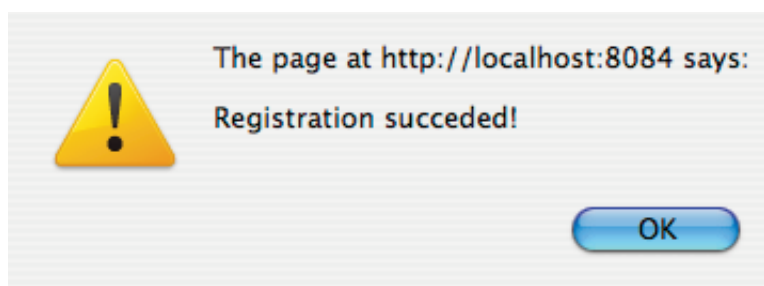 The page at http://localhost:8084 says:
Registration succeded!
OK